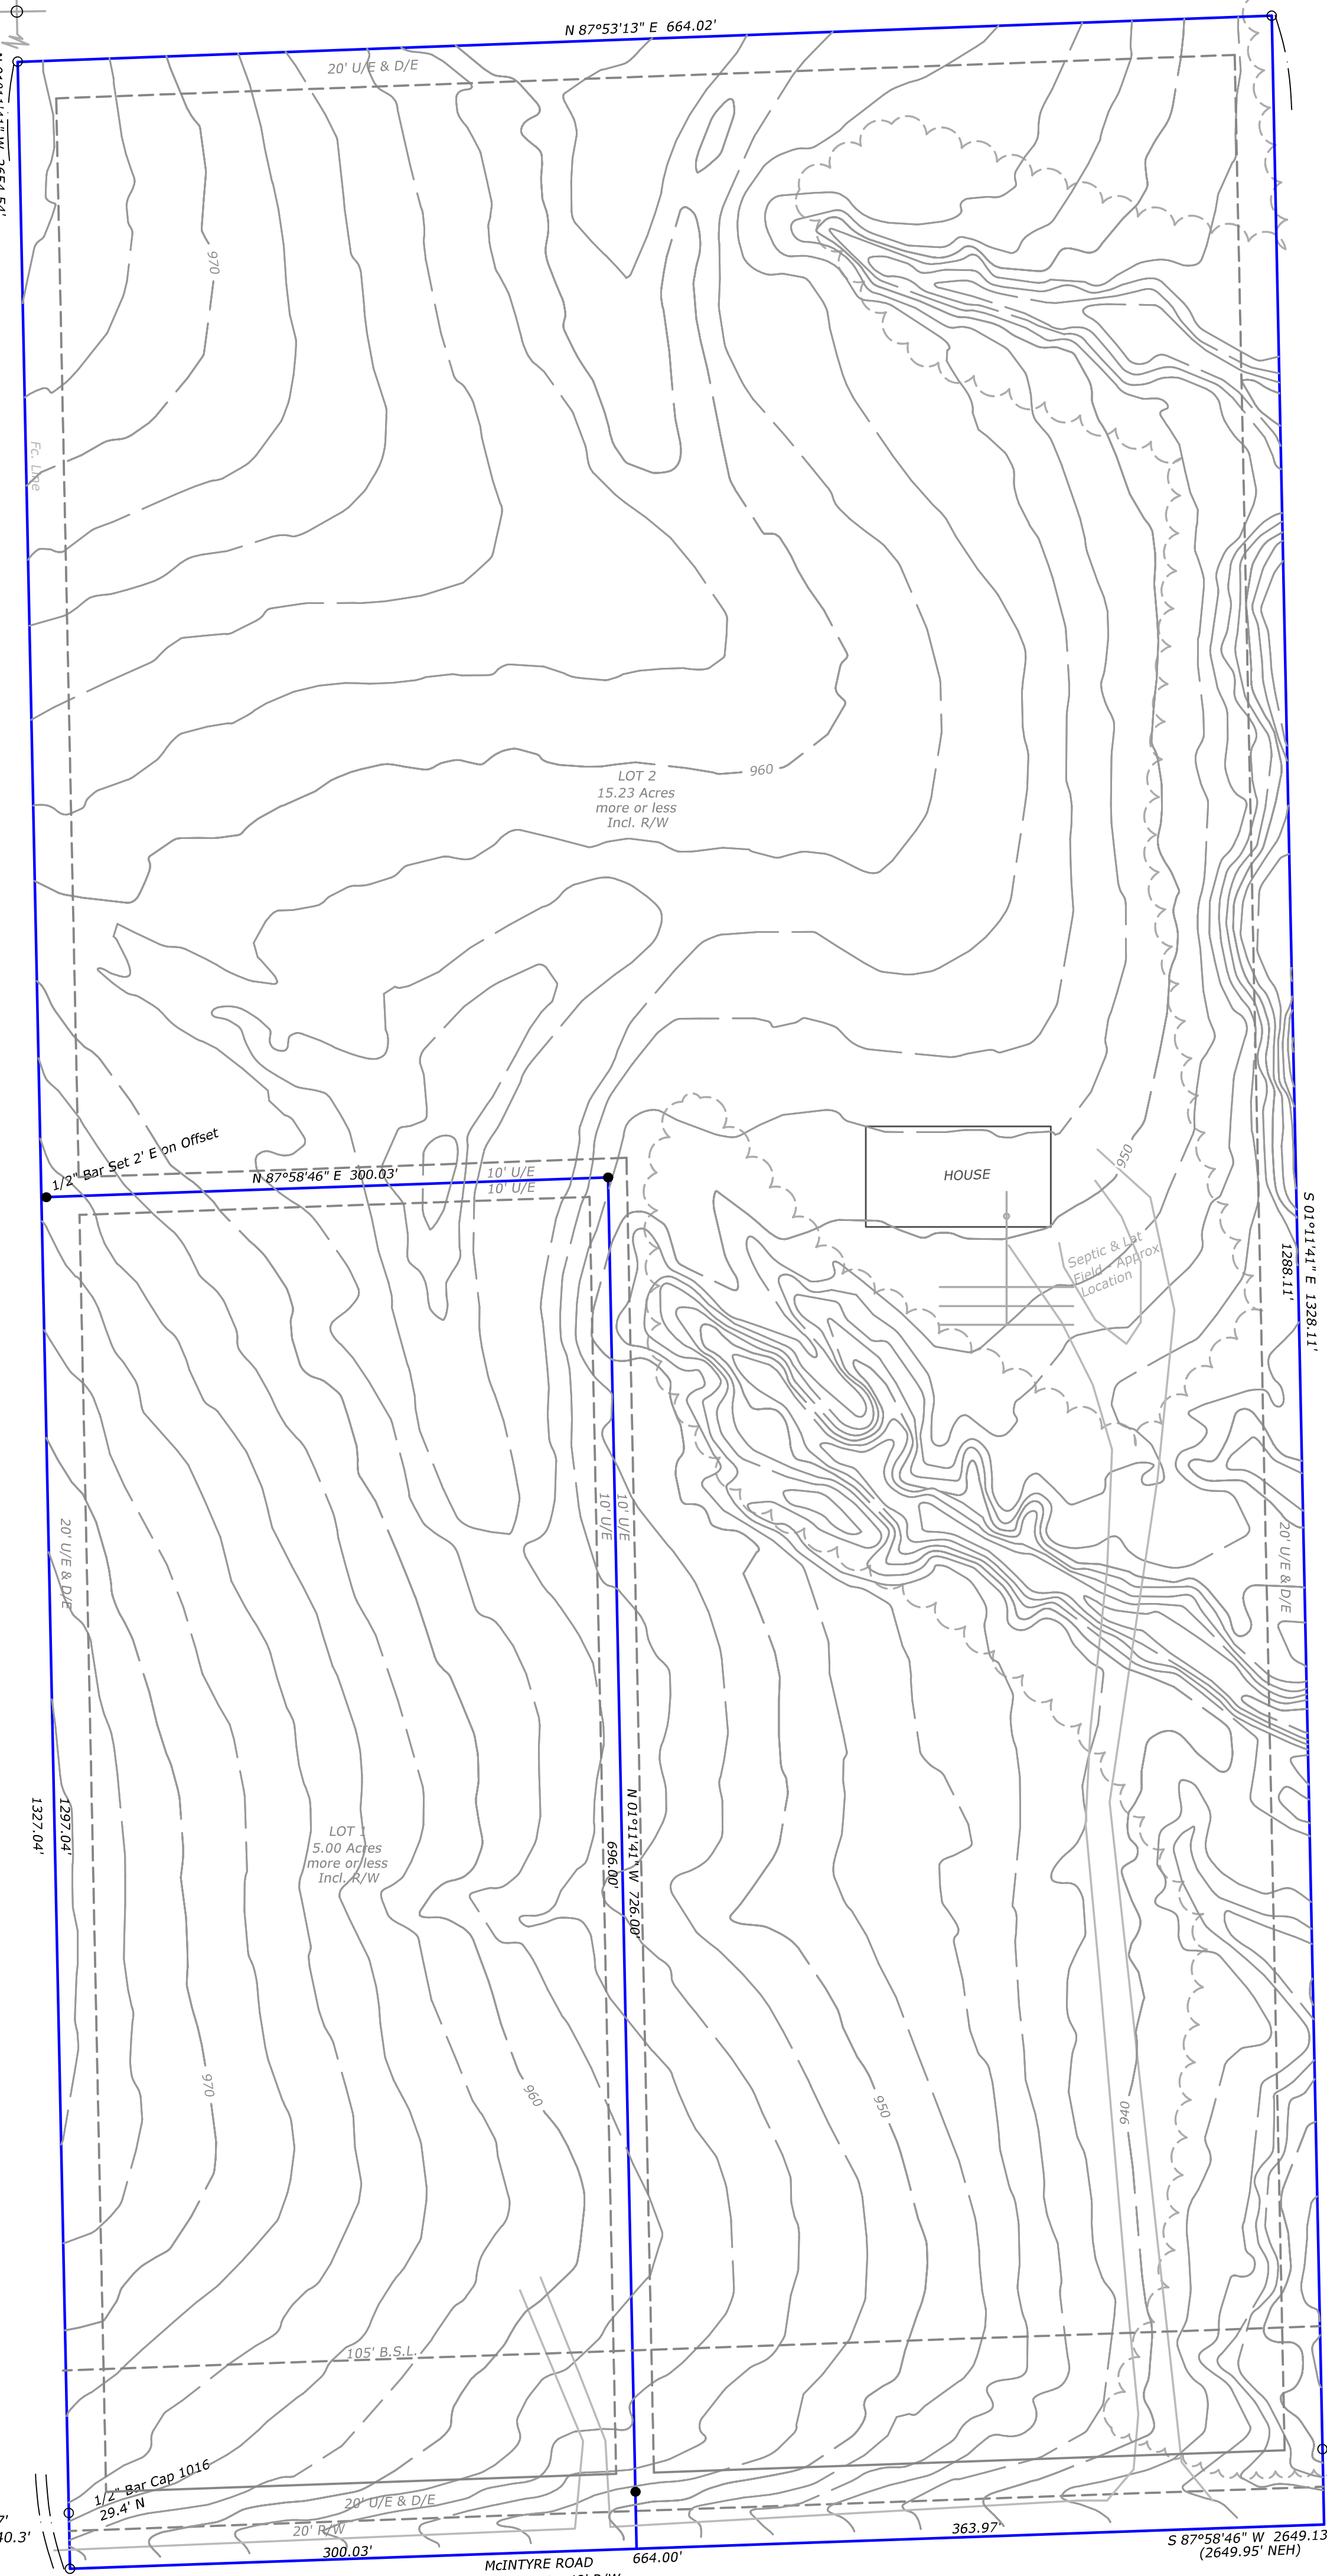 N 87°53'13" E 664.02'
20' U/E & D/E
2654.54'
970
Fc. Line
960
LOT 2
15.23 Acres
more or less
Incl. R/W
1/2" Bar Set 2' E on Offset
N 87°58'46" E 300.03'
10' U/E
10' U/E
HOUSE
950
Septic & Lat
Field - Approx
Location
S 01°11'41" E 1328.11'
1288.11'
10' U/E
10' U/E
20' U/E & D/E
20' U/E & D/E
1327.04'
1297.04'
LOT 1
5.00 Acres
more or less
Incl. R/W
696.00'
N 01°11'41" W 726.00'
970
960
950
940
105' B.S.L.
1/2" Bar Cap 1016
29.4' N
20' U/E & D/E
20' R/W
40.3'
300.03'
McINTYRE ROAD
664.00'
363.97'
S 87°58'46" W 2649.13
(2649.95' NEH)